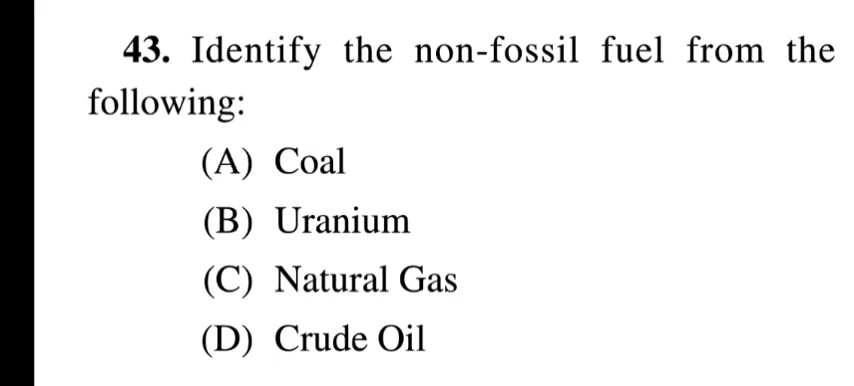 43. Identify the non-fossil fuel from the
following:
(A) Coal
(B) Uranium
(C) Natural Gas
(D) Crude Oil